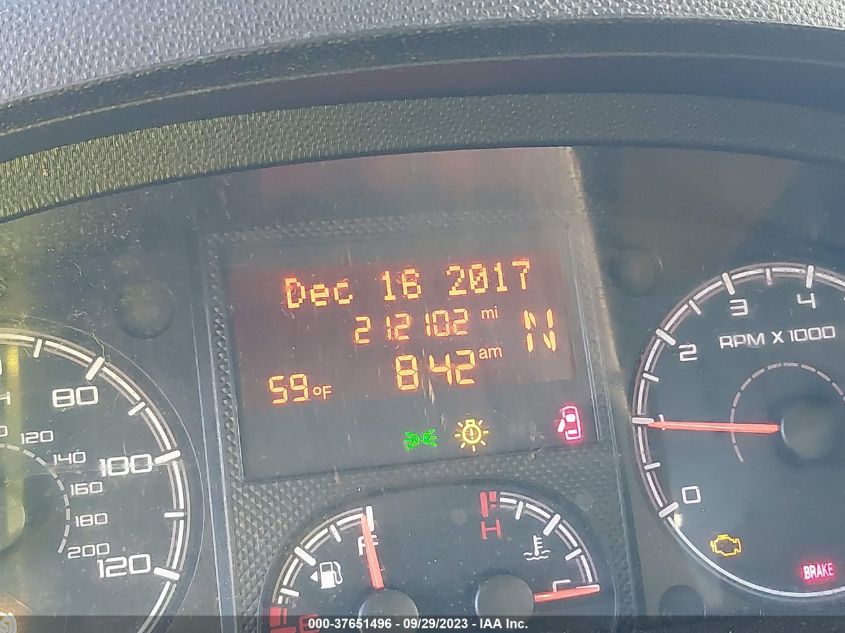 Dec 16 2017
212102 mi
N
8:42 am
59°F
80
100
120
120
140
160
180
200
F
E
H
C
0
2
3
4
RPM X 1000
BRAKE
000-37651496 - 09/29/2023 - IAA Inc.